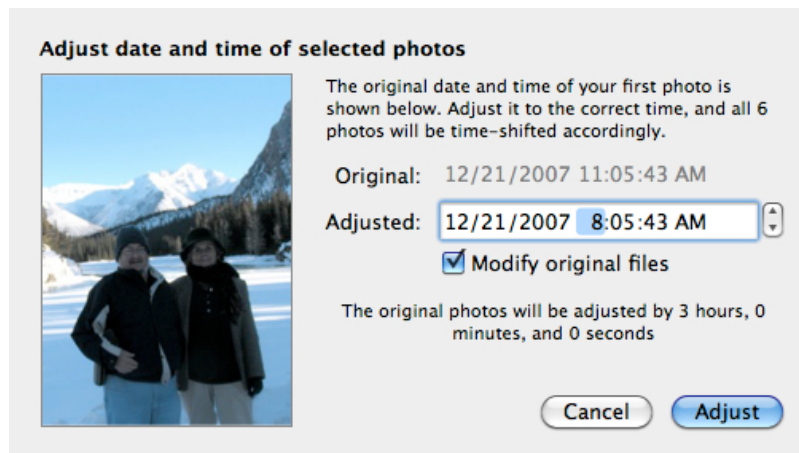 Adjust date and time of selected photos
The original date and time of your first photo is
shown below. Adjust it to the correct time, and all 6
photos will be time-shifted accordingly.
Original: 12/21/2007 11:05:43 AM
Adjusted: 12/21/2007 8:05:43 AM
Modify original files
The original photos will be adjusted by 3 hours, 0
minutes, and 0 seconds
Cancel Adjust